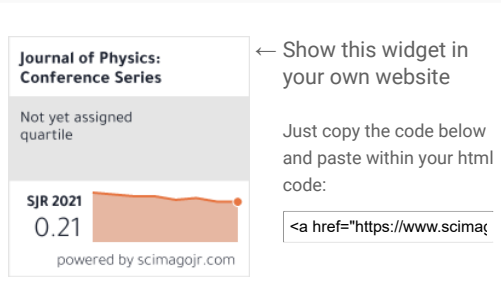 Journal of Physics:
Conference Series
Not yet assigned
quartile
SJR 2021
0.21
powered by scimagojr.com
← Show this widget in
your own website
Just copy the code below
and paste within your html
code:
<a href="https://www.scimag